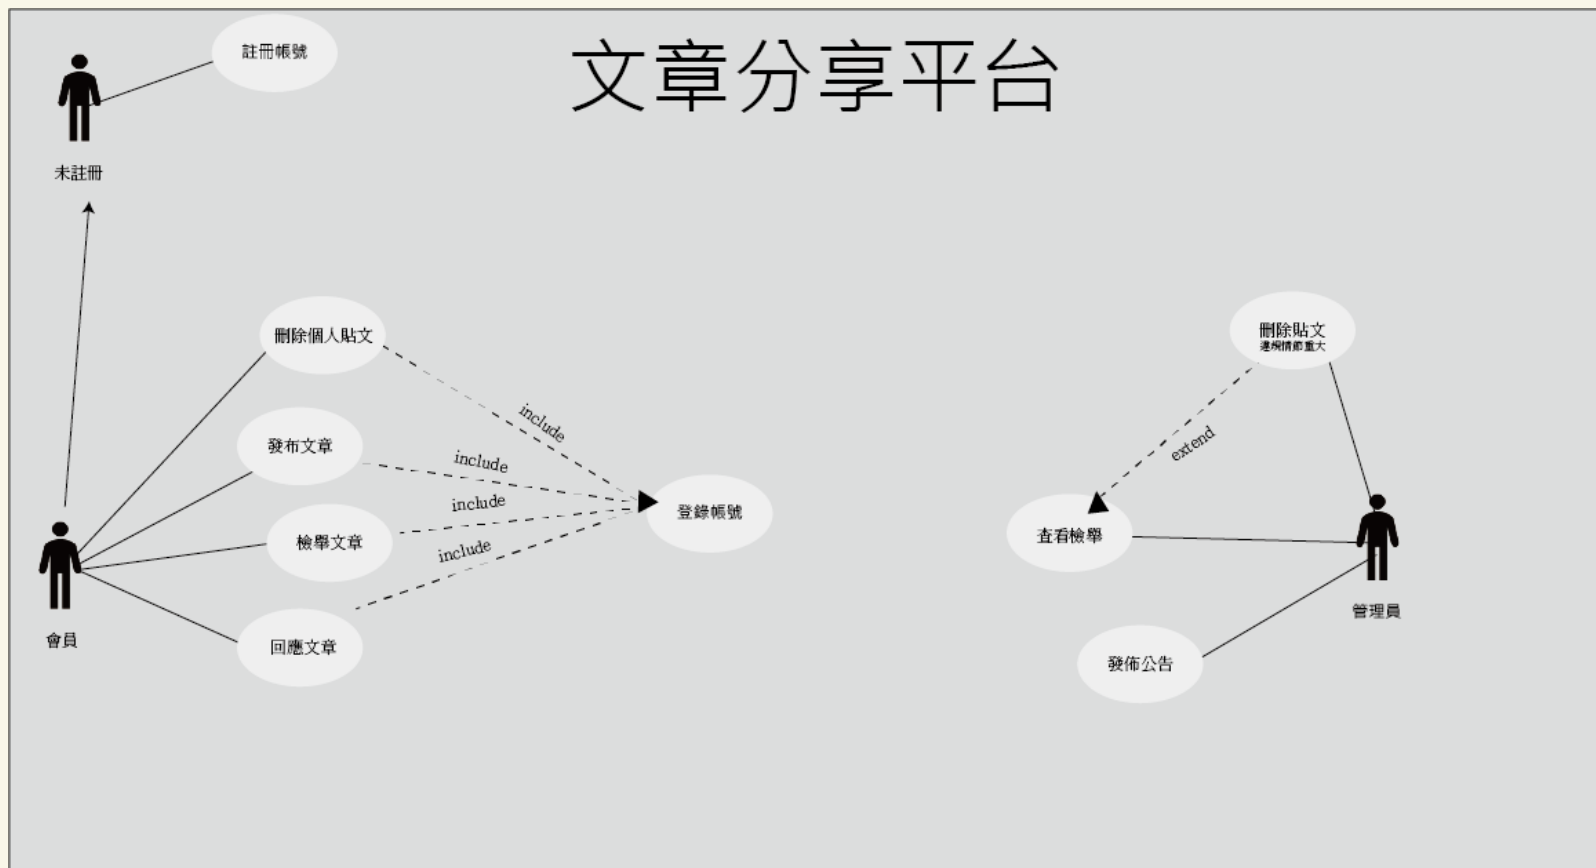 文章分享平台
註冊帳號
未註冊
刪除個人貼文
發布文章
檢舉文章
回應文章
會員
include
include
include
include
登錄帳號
刪除貼文
違規情節重大
extend
查看檢舉
發佈公告
管理員